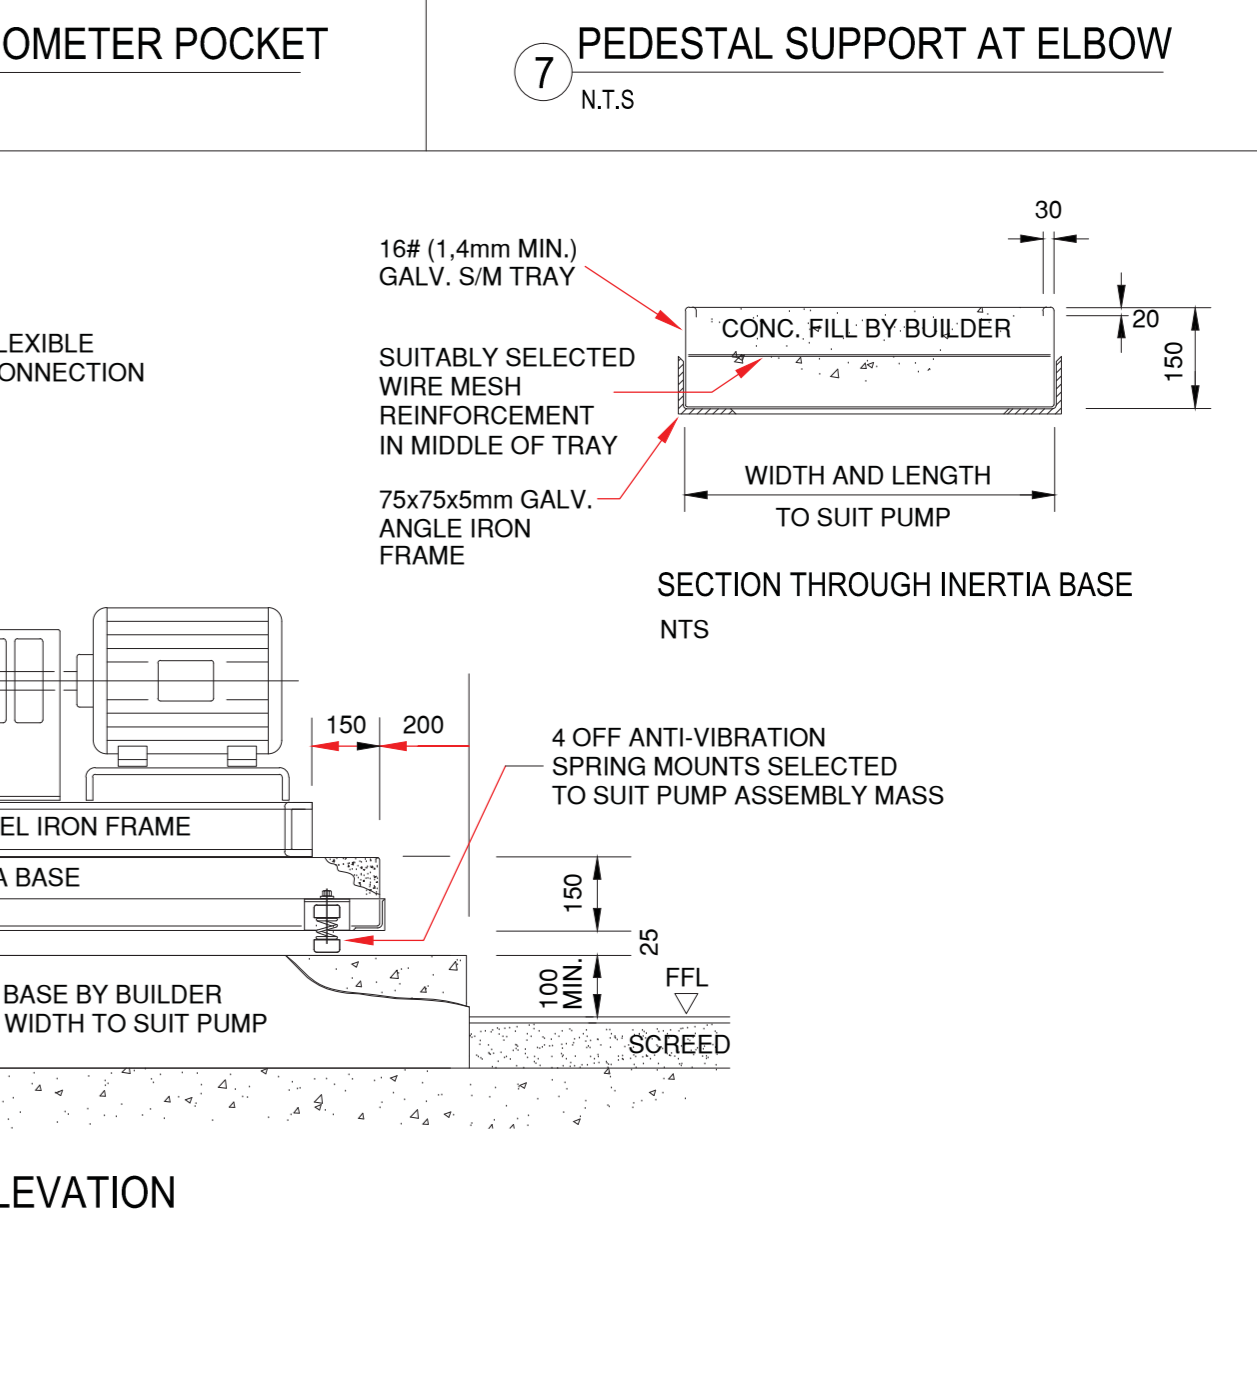 OMETER POCKET
7
PEDESTAL SUPPORT AT ELBOW
N.T.S
30
16# (1,4mm MIN.)
GALV. S/M TRAY
CONC. FILL BY BUILDER
20
150
LEXIBLE
ONNECTION
SUITABLY SELECTED
WIRE MESH
REINFORCEMENT
IN MIDDLE OF TRAY
75x75x5mm GALV.
ANGLE IRON
FRAME
WIDTH AND LENGTH
TO SUIT PUMP
SECTION THROUGH INERTIA BASE
NTS
150
200
4 OFF ANTI-VIBRATION
SPRING MOUNTS SELECTED
TO SUIT PUMP ASSEMBLY MASS
EL IRON FRAME
A BASE
150
25
100
MIN.
FFL
BASE BY BUILDER
WIDTH TO SUIT PUMP
SCREED
LEVATION